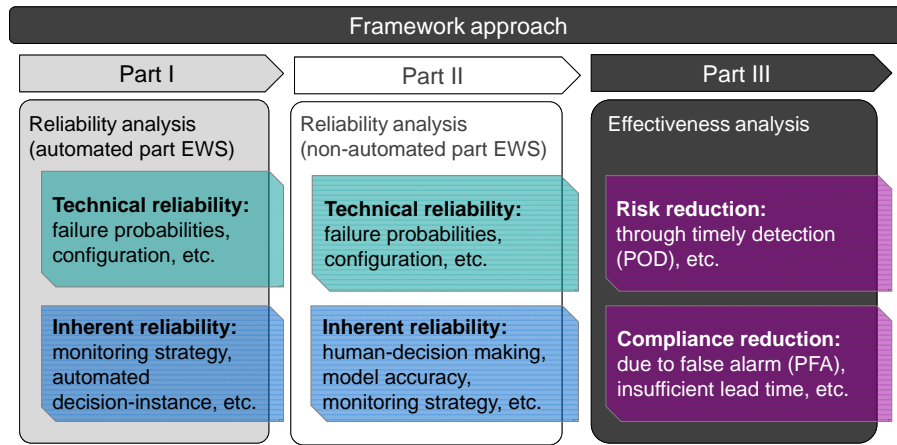 Framework approach
Part I
Part II
Part III
Reliability analysis
(automated part EWS)
Technical reliability:
failure probabilities,
configuration, etc.
Inherent reliability:
monitoring strategy,
automated
decision-instance, etc.
Reliability analysis
(non-automated part EWS)
Technical reliability:
failure probabilities,
configuration, etc.
Inherent reliability:
human-decision making,
model accuracy,
monitoring strategy, etc.
Effectiveness analysis
Risk reduction:
through timely detection
(POD), etc.
Compliance reduction:
due to false alarm (PFA),
insufficient lead time, etc.